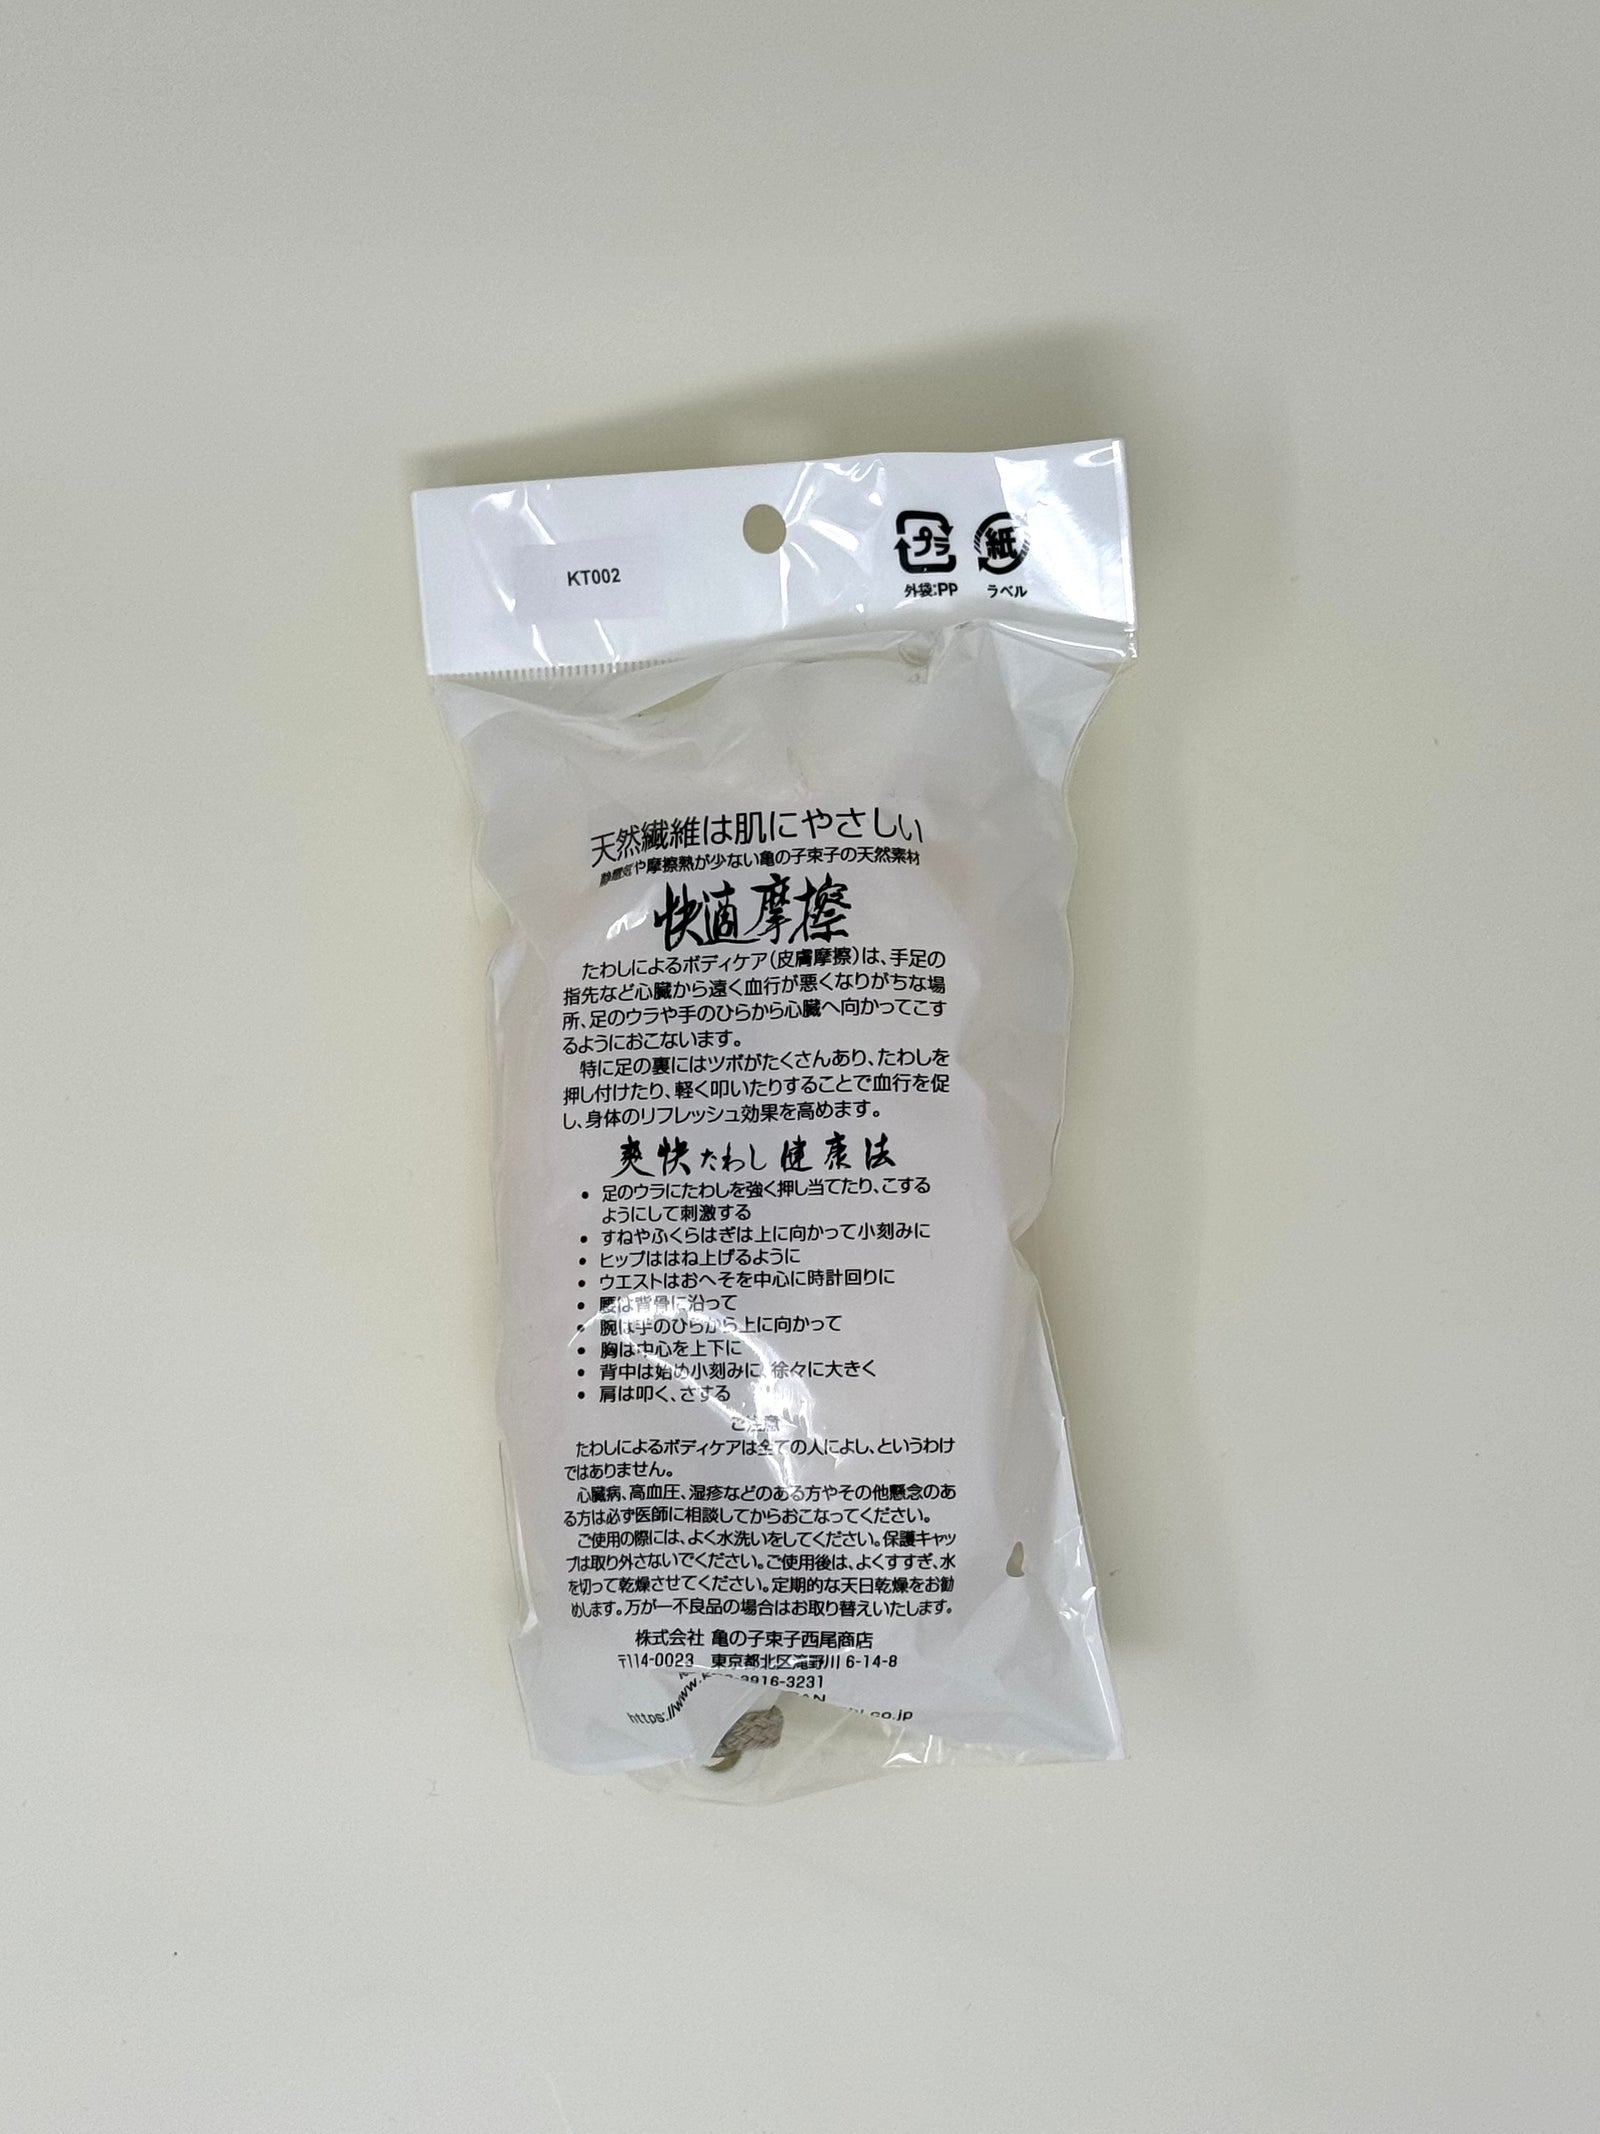 KT002
プラ 紙
外袋:PP ラベル
天然繊維は肌にやさしい
静電気や摩擦熱が少ない亀の子束子の天然素材
快適摩擦
たわしによるボディケア(皮膚摩擦)は、手足の
指先など心臓から遠く血行が悪くなりがちな場
所、足のウラや手のひらから心臓へ向かってこす
るようにおこないます。
特に足の裏にはツボがたくさんあり、たわしを
押し付けたり、軽く叩いたりすることで血行を促
し、身体のリフレッシュ効果を高めます。
爽快たわし健康法
• 足のウラにたわしを強く押し当てたり、こする
ようにして刺激する
• すねやふくらはぎは上に向かって小刻みに
• ヒップははね上げるように
• ウエストはおへそを中心に時計回りに
• 腰は背骨に沿って
• 腕は手のひらから上に向かって
• 胸は中心を上下に
• 背中は始め小刻みに、徐々に大きく
• 肩は叩く、さする
ご注意
たわしによるボディケアは全ての人によし、というわけ
ではありません。
心臓病、高血圧、湿疹などのある方やその他懸念のあ
る方は必ず医師に相談してからおこなってください。
ご使用の際には、よく水洗いをしてください。保護キャッ
プは取り外さないでください。ご使用後は、よくすすぎ、水
を切って乾燥させてください。定期的な天日乾燥をお勧
めします。万が一不良品の場合はお取り替えいたします。
株式会社 亀の子束子西尾商店
〒114-0023 東京都北区滝野川 6-14-8
3916-3231
https://www.k
.co.jp